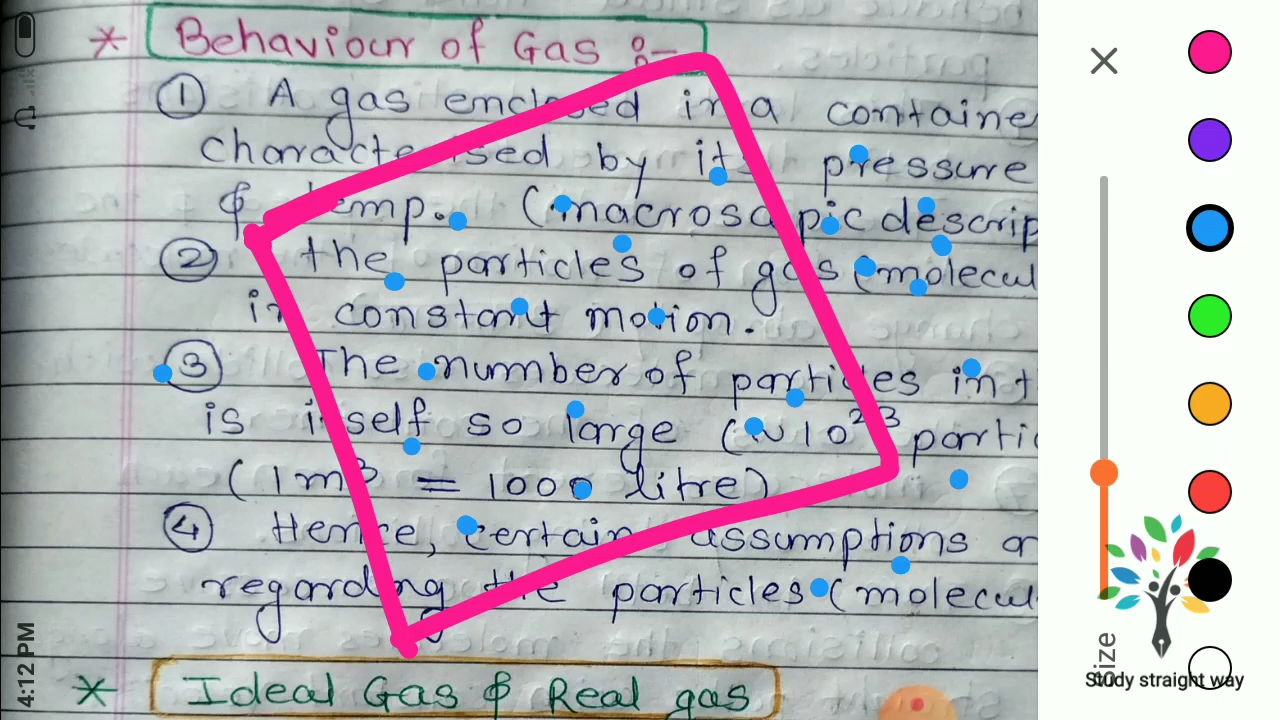 * Behaviour of Gas :-
① A gas enclosed in a containe
characterised by its pressure
& temp. (macroscopic descrip
② the particles of gas (molecul
in constant motion.
③ The number of particles in t
is itself so large (~10²³ parti
(1m³ = 1000 litre)
④ Hence, certain assumptions ar
regarding the particles (molecul
* Ideal Gas & Real gas
4:12 PM
Size
Study straight way